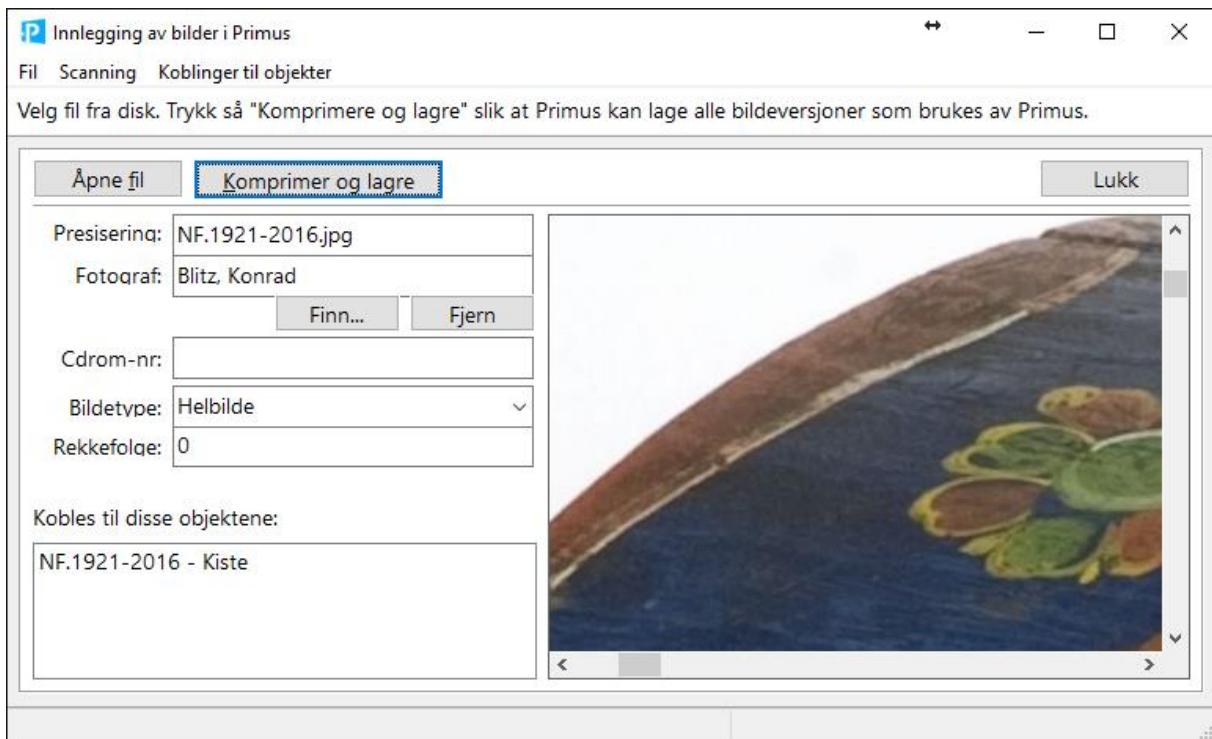 Innlegging av bilder i Primus
Fil Scanning Koblinger til objekter
Velg fil fra disk. Trykk så "Komprimere og lagre" slik at Primus kan lage alle bildeversjoner som brukes av Primus.
Åpne fil Komprimer og lagre Lukk
Presisering: NF.1921-2016.jpg
Fotograf: Blitz, Konrad
Finn... Fjern
Cdrom-nr:
Bildetype: Helbilde
Rekkefolge: 0
Kobles til disse objektene:
NF.1921-2016 - Kiste